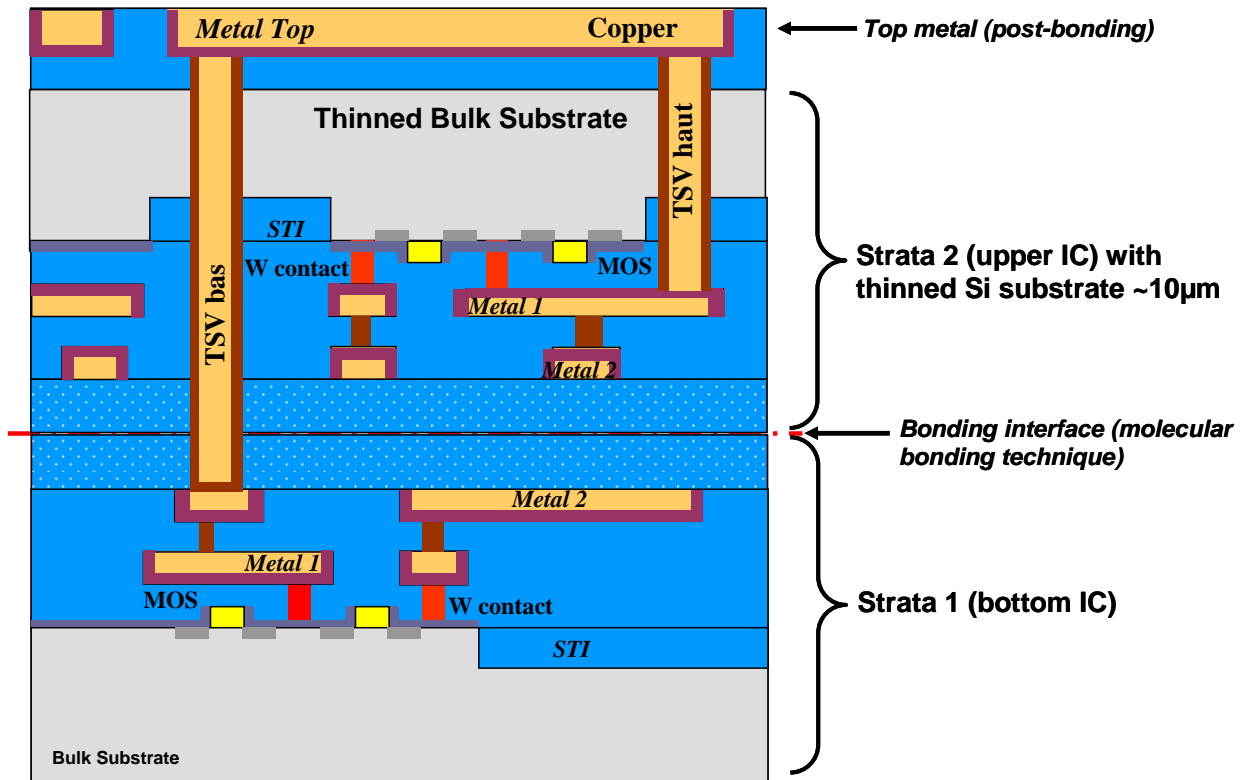 Metal Top
Copper
Top metal (post-bonding)
Thinned Bulk Substrate
TSV haut
STI
W contact
MOS
TSV bas
Metal 1
Metal 2
Strata 2 (upper IC) with
thinned Si substrate ~10µm
Bonding interface (molecular
bonding technique)
Metal 2
Metal 1
MOS
W contact
Strata 1 (bottom IC)
STI
Bulk Substrate